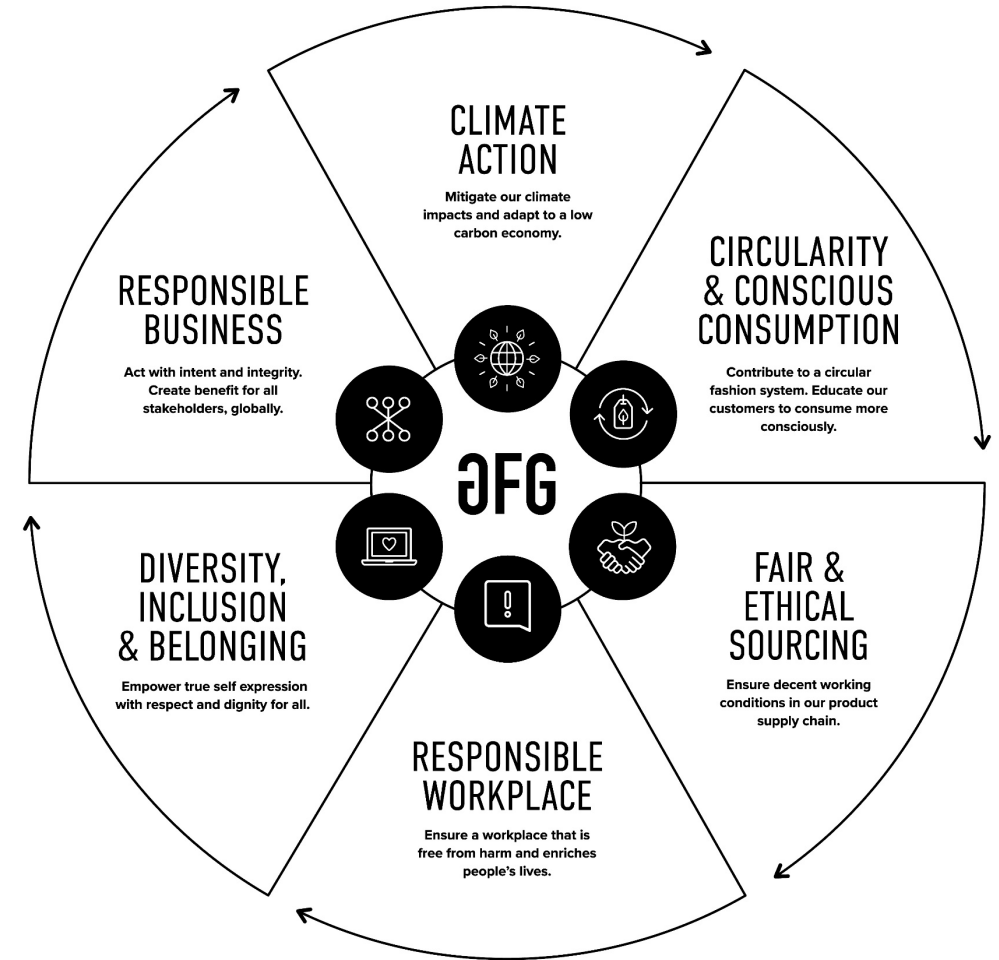 CLIMATE
ACTION
Mitigate our climate
impacts and adapt to a low
carbon economy.
CIRCULARITY
& CONSCIOUS
CONSUMPTION
Contribute to a circular
fashion system. Educate our
customers to consume more
consciously.
FAIR &
ETHICAL
SOURCING
Ensure decent working
conditions in our product
supply chain.
RESPONSIBLE
WORKPLACE
Ensure a workplace that is
free from harm and enriches
people’s lives.
DIVERSITY,
INCLUSION
& BELONGING
Empower true self expression
with respect and dignity for all.
RESPONSIBLE
BUSINESS
Act with intent and integrity.
Create benefit for all
stakeholders, globally.
GFG